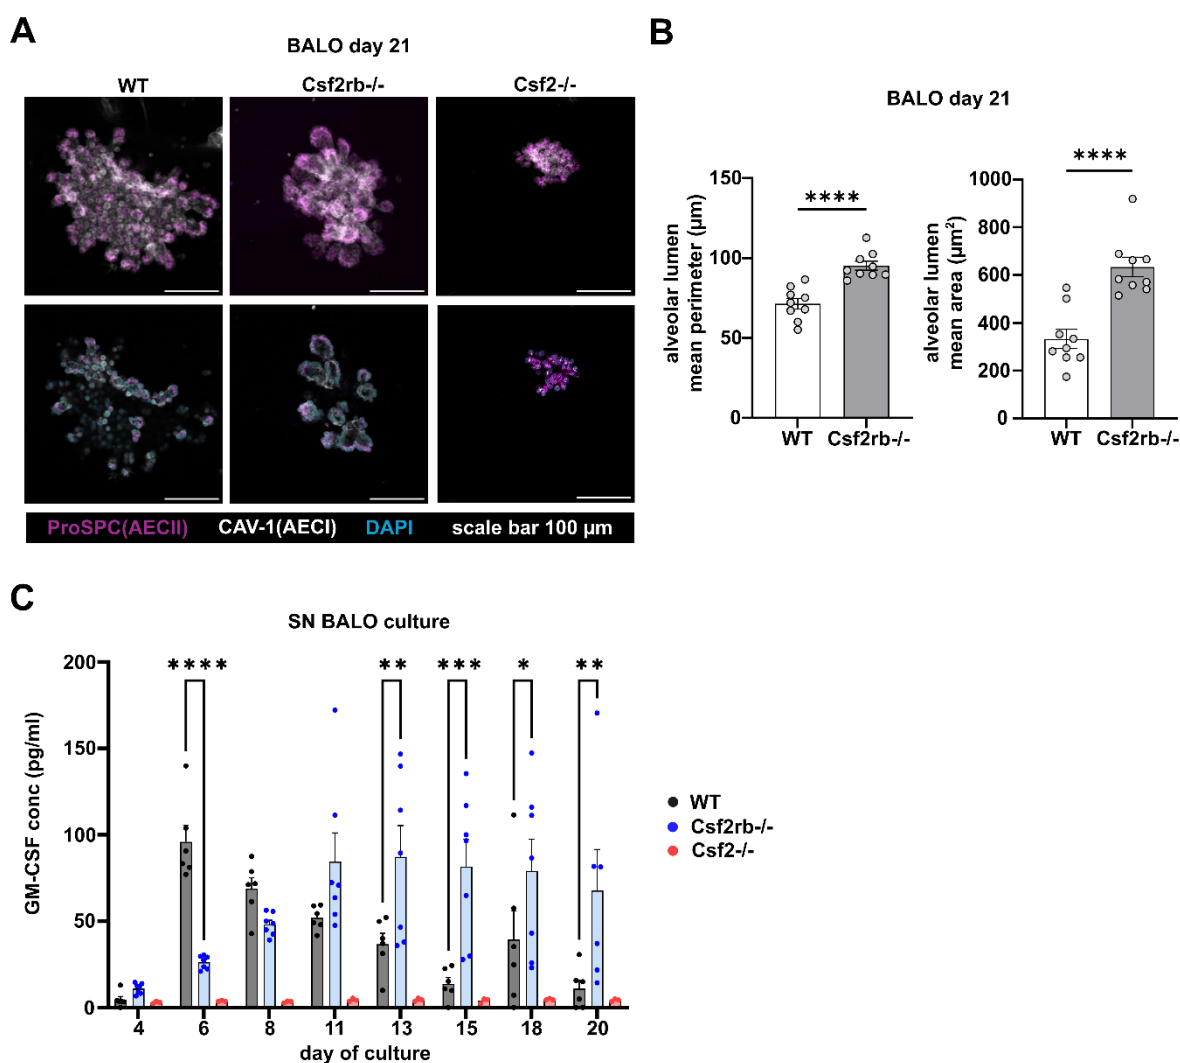 A
BALO day 21
WT Csf2rb-/- Csf2-/-
ProSPC(AECII) CAV-1(AECI) DAPI scale bar 100 µm
B
BALO day 21
alveolar lumen
mean perimeter (µm)
150
100
50
0
****
WT Csf2rb-/-
alveolar lumen
mean area (µm²)
1000
800
600
400
200
0
****
WT Csf2rb-/-
C
SN BALO culture
GM-CSF conc (pg/ml)
200
150
100
50
0
**** ** *** * **
4 6 8 11 13 15 18 20
day of culture
WT
Csf2rb-/-
Csf2-/-